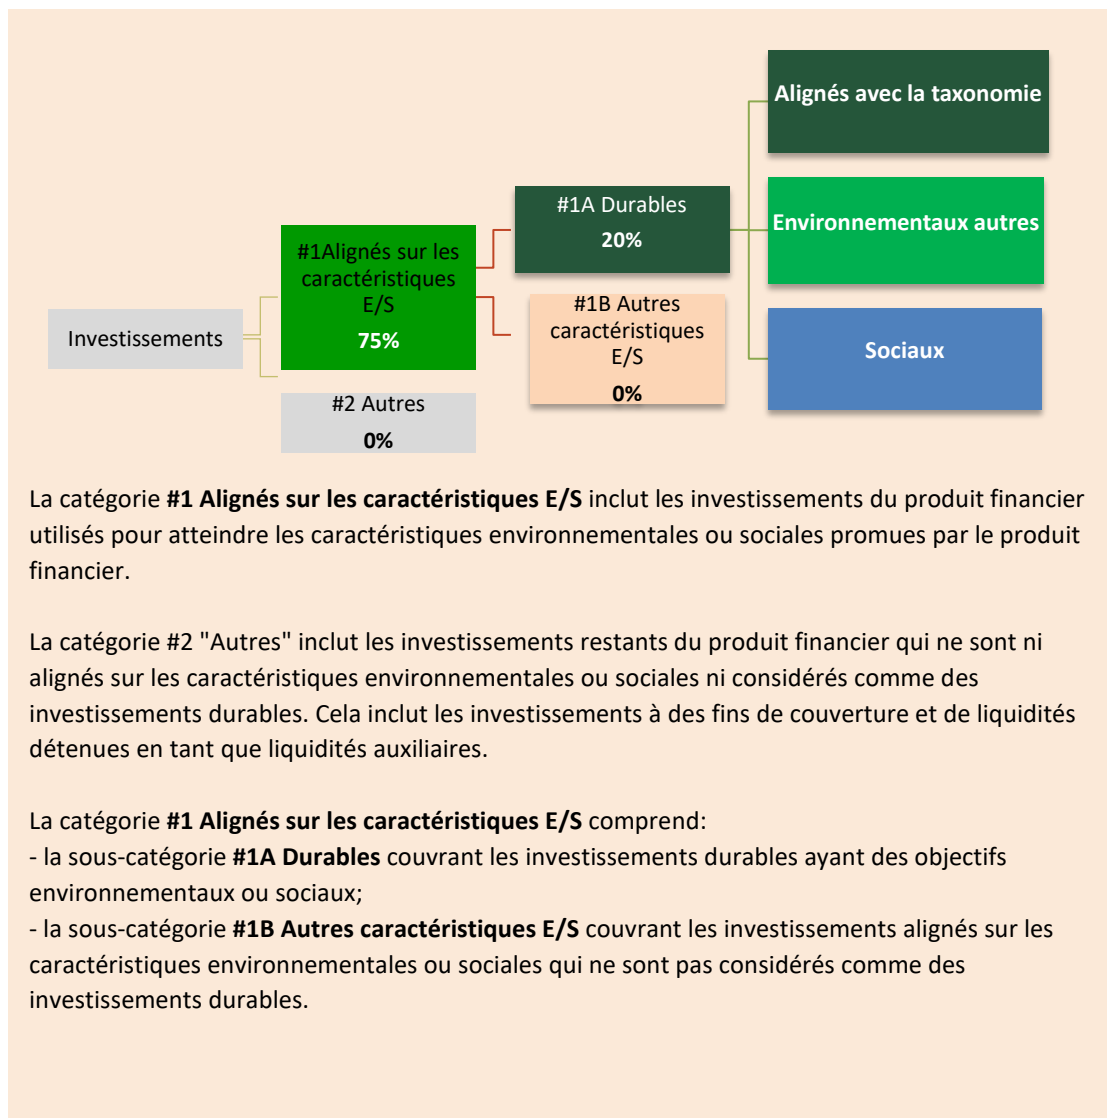 Alignés avec la taxonomie
#1A Durables
20%
Environnementaux autres
#1Alignés sur les
caractéristiques
E/S
75%
#1B Autres
caractéristiques
E/S
0%
Investissements
Sociaux
#2 Autres
0%
La catégorie #1 Alignés sur les caractéristiques E/S inclut les investissements du produit financier
utilisés pour atteindre les caractéristiques environnementales ou sociales promues par le produit
financier.
La catégorie #2 "Autres" inclut les investissements restants du produit financier qui ne sont ni
alignés sur les caractéristiques environnementales ou sociales ni considérés comme des
investissements durables. Cela inclut les investissements à des fins de couverture et de liquidités
détenues en tant que liquidités auxiliaires.
La catégorie #1 Alignés sur les caractéristiques E/S comprend:
- la sous-catégorie #1A Durables couvrant les investissements durables ayant des objectifs
environnementaux ou sociaux;
- la sous-catégorie #1B Autres caractéristiques E/S couvrant les investissements alignés sur les
caractéristiques environnementales ou sociales qui ne sont pas considérés comme des
investissements durables.